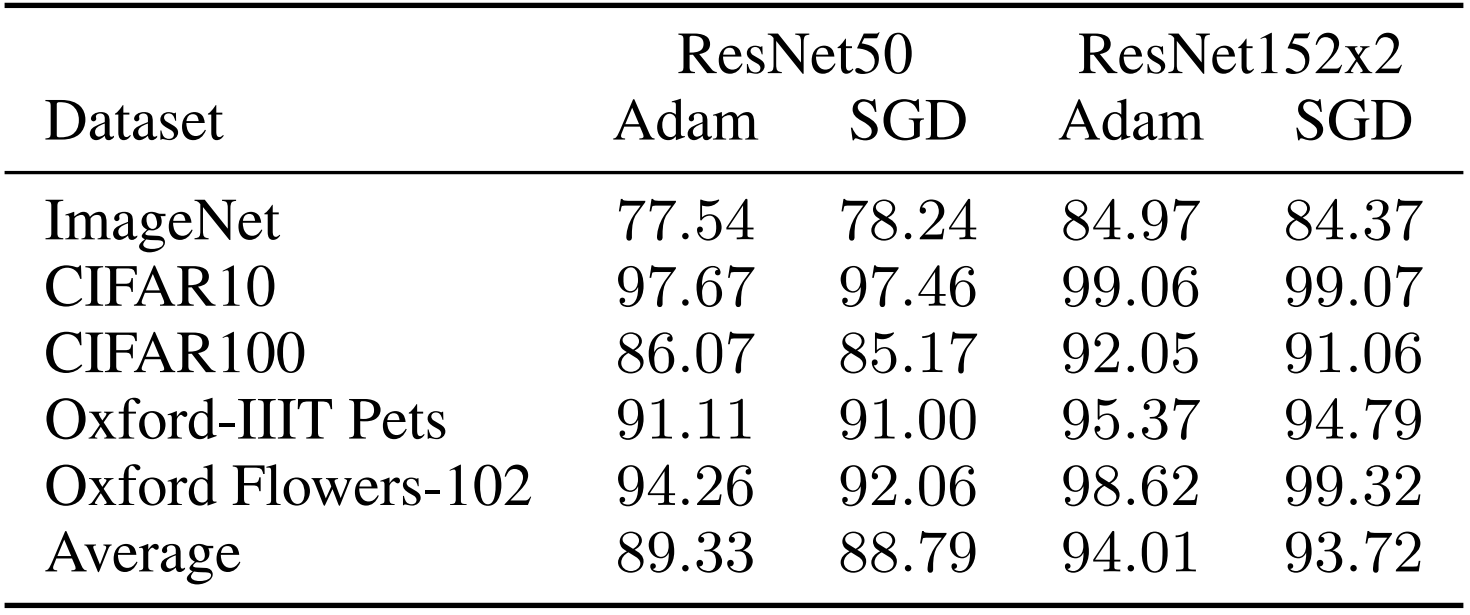 ResNet50 ResNet152x2
Dataset Adam SGD Adam SGD
ImageNet 77.54 78.24 84.97 84.37
CIFAR10 97.67 97.46 99.06 99.07
CIFAR100 86.07 85.17 92.05 91.06
Oxford-IIIT Pets 91.11 91.00 95.37 94.79
Oxford Flowers-102 94.26 92.06 98.62 99.32
Average 89.33 88.79 94.01 93.72